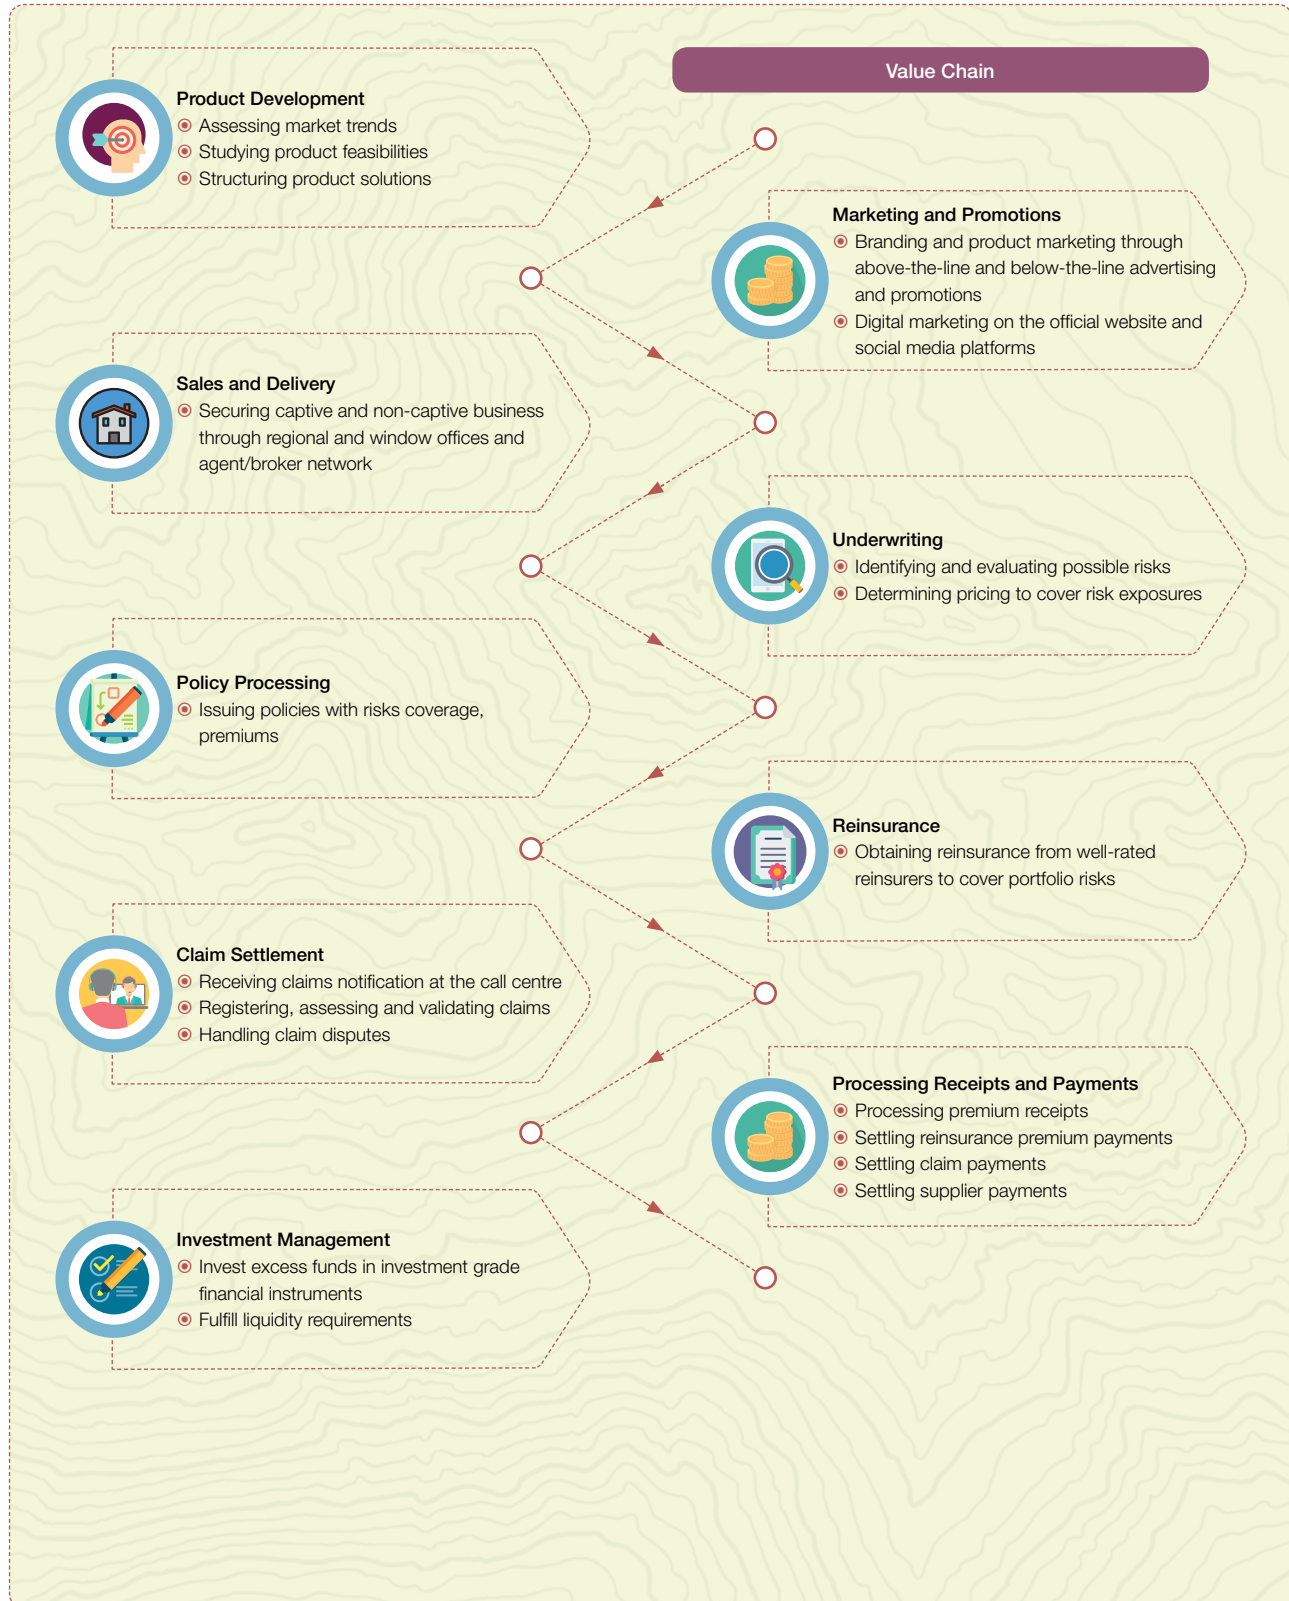 Value Chain
Product Development
Assessing market trends
Studying product feasibilities
Structuring product solutions
Marketing and Promotions
Branding and product marketing through
above-the-line and below-the-line advertising
and promotions
Digital marketing on the official website and
social media platforms
Sales and Delivery
Securing captive and non-captive business
through regional and window offices and
agent/broker network
Underwriting
Identifying and evaluating possible risks
Determining pricing to cover risk exposures
Policy Processing
Issuing policies with risks coverage,
premiums
Reinsurance
Obtaining reinsurance from well-rated
reinsurers to cover portfolio risks
Claim Settlement
Receiving claims notification at the call centre
Registering, assessing and validating claims
Handling claim disputes
Processing Receipts and Payments
Processing premium receipts
Settling reinsurance premium payments
Settling claim payments
Settling supplier payments
Investment Management
Invest excess funds in investment grade
financial instruments
Fulfill liquidity requirements